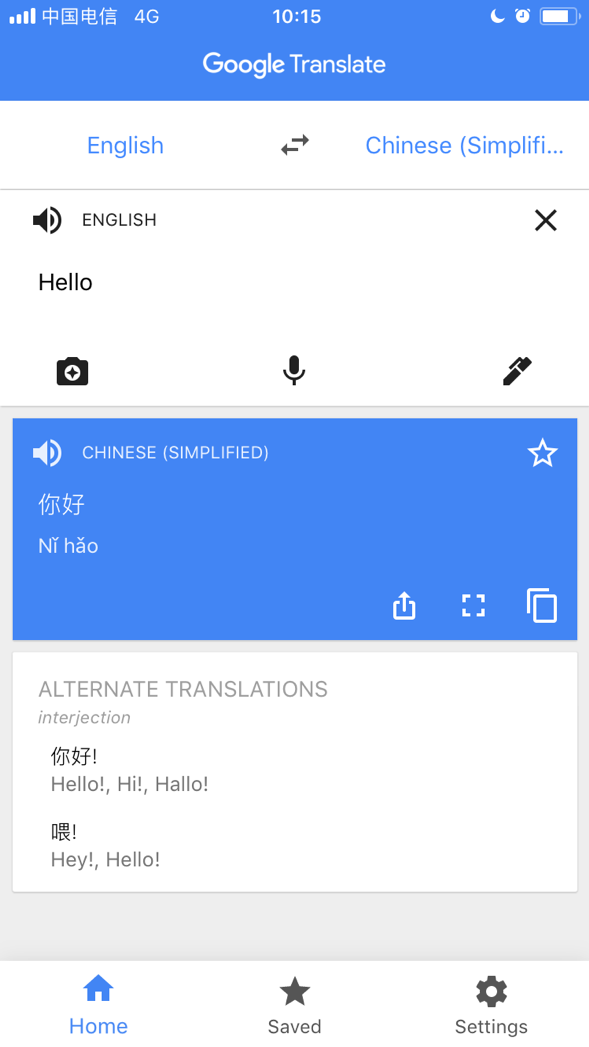 中国电信 4G 10:15
Google Translate
English Chinese (Simplifi...
ENGLISH
Hello
CHINESE (SIMPLIFIED)
你好
Nǐ hǎo
ALTERNATE TRANSLATIONS
interjection
你好!
Hello!, Hi!, Hallo!
喂!
Hey!, Hello!
Home Saved Settings